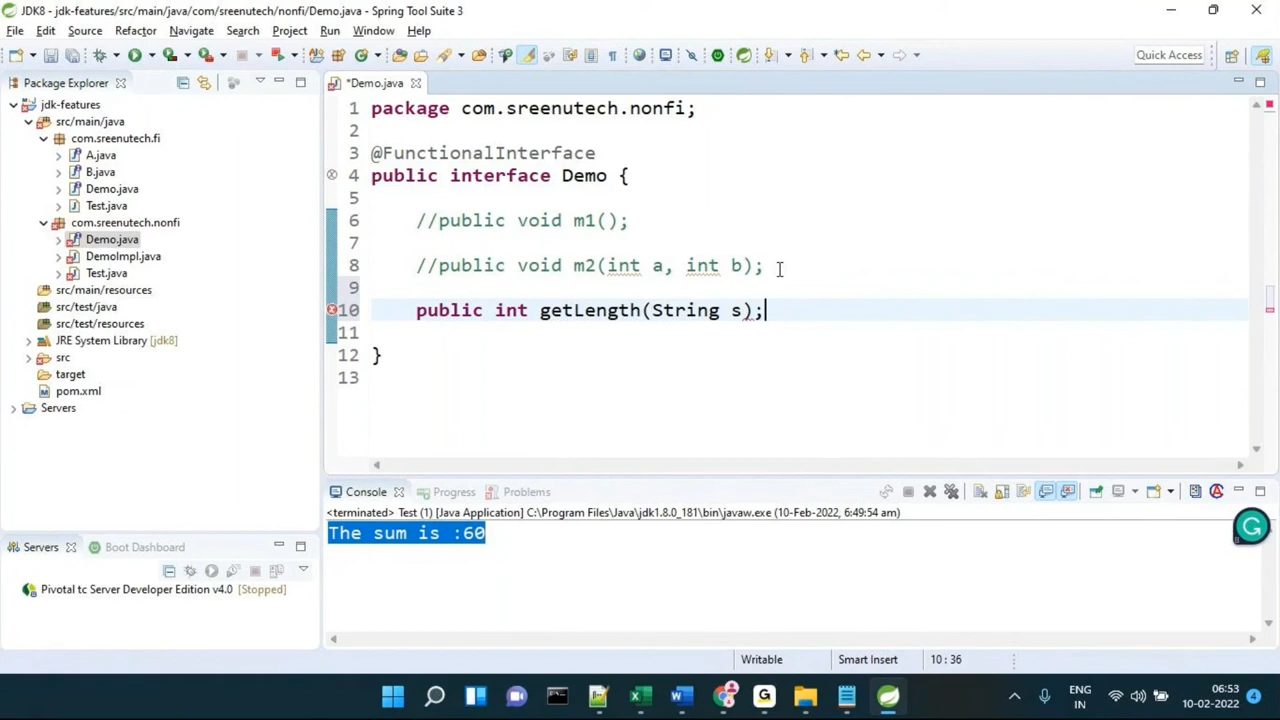 JDK8 - jdk-features/src/main/java/com/sreenutech/nonfi/Demo.java - Spring Tool Suite 3
File Edit Source Refactor Navigate Search Project Run Window Help
Quick Access
Package Explorer
jdk-features
src/main/java
com.sreenutech.fi
A.java
B.java
Demo.java
Test.java
com.sreenutech.nonfi
Demo.java
DemoImpl.java
Test.java
src/main/resources
src/test/java
src/test/resources
JRE System Library [jdk1.8]
src
target
pom.xml
Servers
*Demo.java
1 package com.sreenutech.nonfi;
2
3 @FunctionalInterface
4 public interface Demo {
5
6 //public void m1();
7
8 //public void m2(int a, int b);
9
10 public int getLength(String s);
11
12 }
13
Servers Boot Dashboard
Pivotal tc Server Developer Edition v4.0 [Stopped]
Console Progress Problems
<terminated> Test (1) [Java Application] C:\Program Files\Java\jdk1.8.0_181\bin\javaw.exe (10-Feb-2022, 6:49:54 am)
The sum is :60
Writable Smart Insert 10 : 36
ENG
IN
06:53
10-02-2022
4